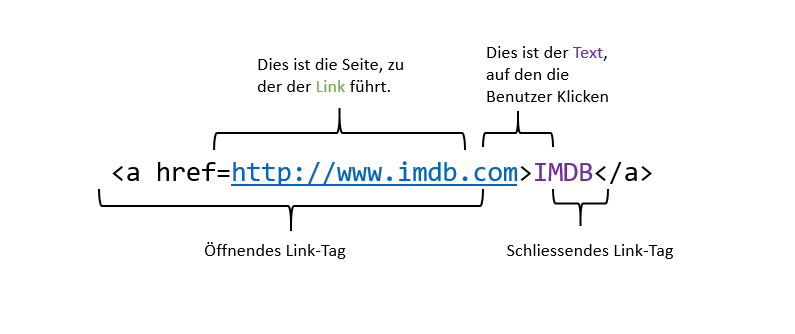 Dies ist die Seite, zu
der der Link führt.
Dies ist der Text,
auf den die
Benutzer Klicken
<a href=http://www.imdb.com>IMDB</a>
Öffnendes Link-Tag
Schliessendes Link-Tag